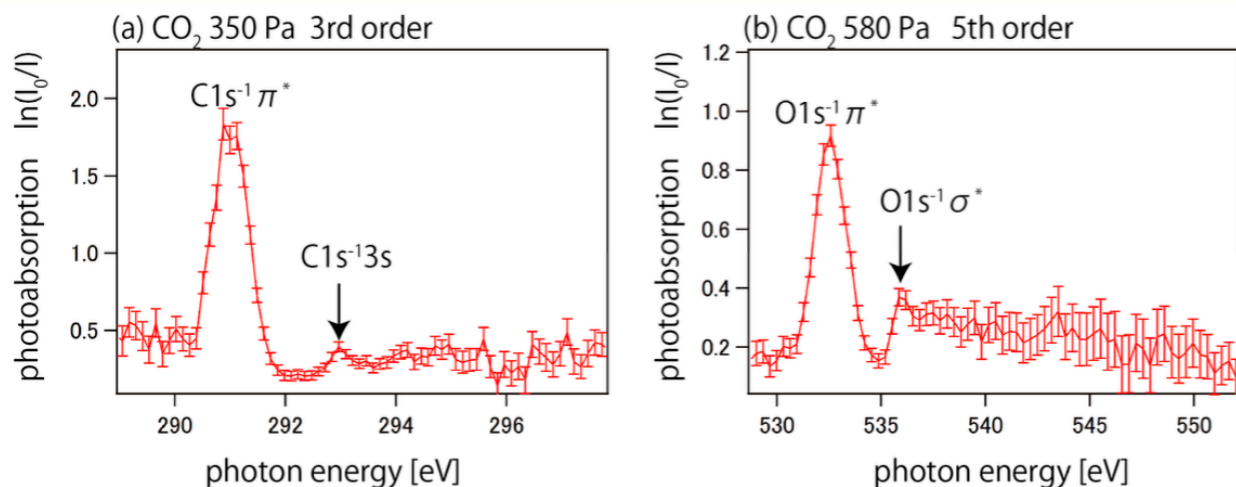 (a) CO₂ 350 Pa 3rd order
photoabsorption ln(I₀/I)
2.0
1.5
1.0
0.5
C1s⁻¹π*
C1s⁻¹3s
290 292 294 296
photon energy [eV]
(b) CO₂ 580 Pa 5th order
photoabsorption ln(I₀/I)
1.2
1.0
0.8
0.6
0.4
0.2
O1s⁻¹π*
O1s⁻¹σ*
530 535 540 545 550
photon energy [eV]